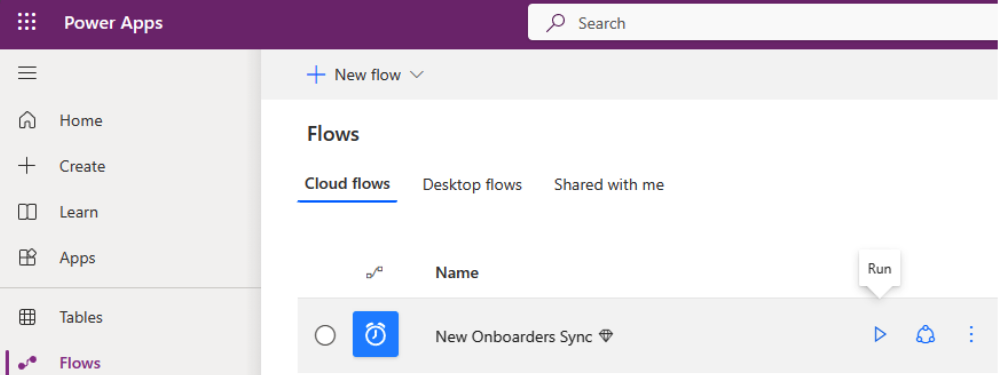 Power Apps
Search
New flow
Home
Create
Learn
Apps
Tables
Flows
Flows
Cloud flows Desktop flows Shared with me
Name
Run
New Onboarders Sync